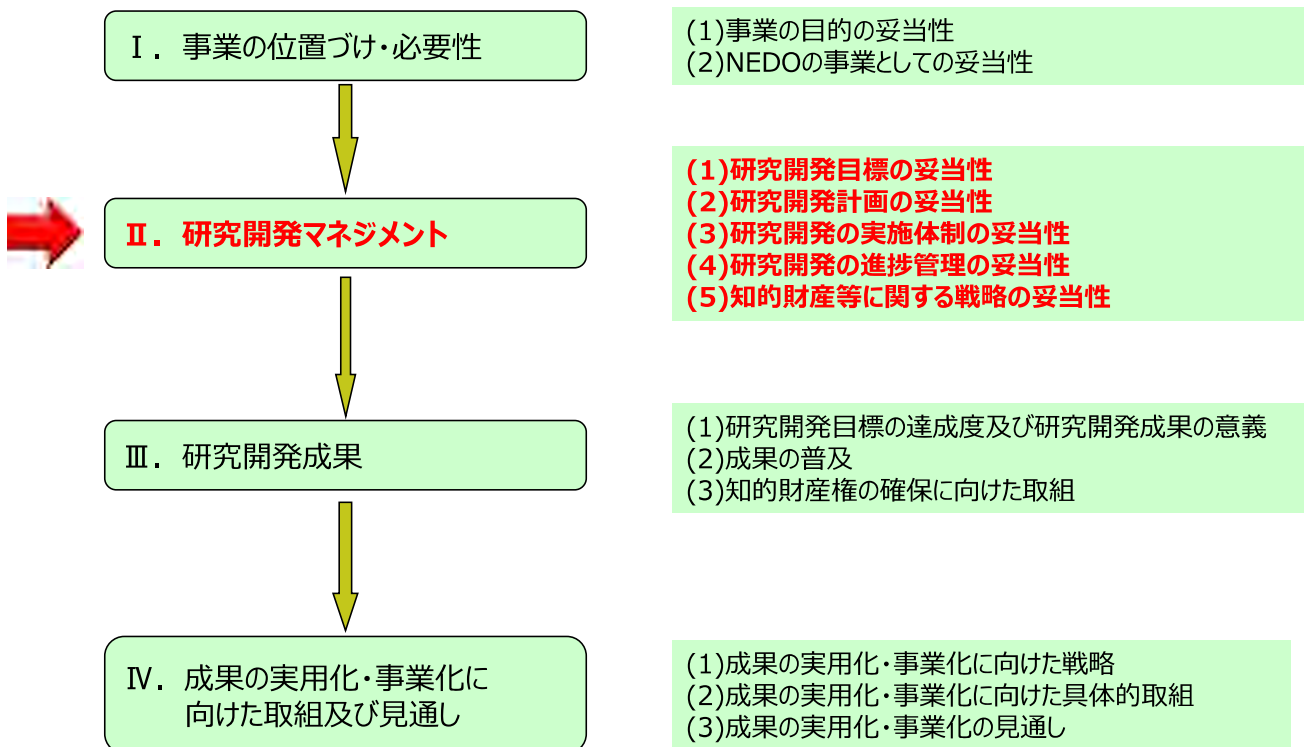 Ⅰ．事業の位置づけ・必要性
(1)事業の目的の妥当性
(2)NEDOの事業としての妥当性
Ⅱ．研究開発マネジメント
(1)研究開発目標の妥当性
(2)研究開発計画の妥当性
(3)研究開発の実施体制の妥当性
(4)研究開発の進捗管理の妥当性
(5)知的財産等に関する戦略の妥当性
Ⅲ．研究開発成果
(1)研究開発目標の達成度及び研究開発成果の意義
(2)成果の普及
(3)知的財産権の確保に向けた取組
Ⅳ．成果の実用化・事業化に
向けた取組及び見通し
(1)成果の実用化・事業化に向けた戦略
(2)成果の実用化・事業化に向けた具体的取組
(3)成果の実用化・事業化の見通し